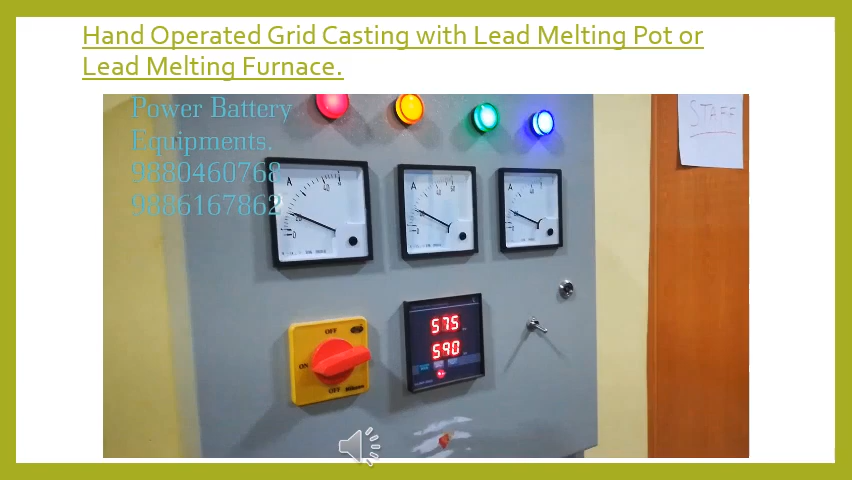 Hand Operated Grid Casting with Lead Melting Pot or
Lead Melting Furnace.
Power Battery
Equipments.
9880460768
9886167862
STAFF
A
A
A
OFF
ON
OFF
575
590